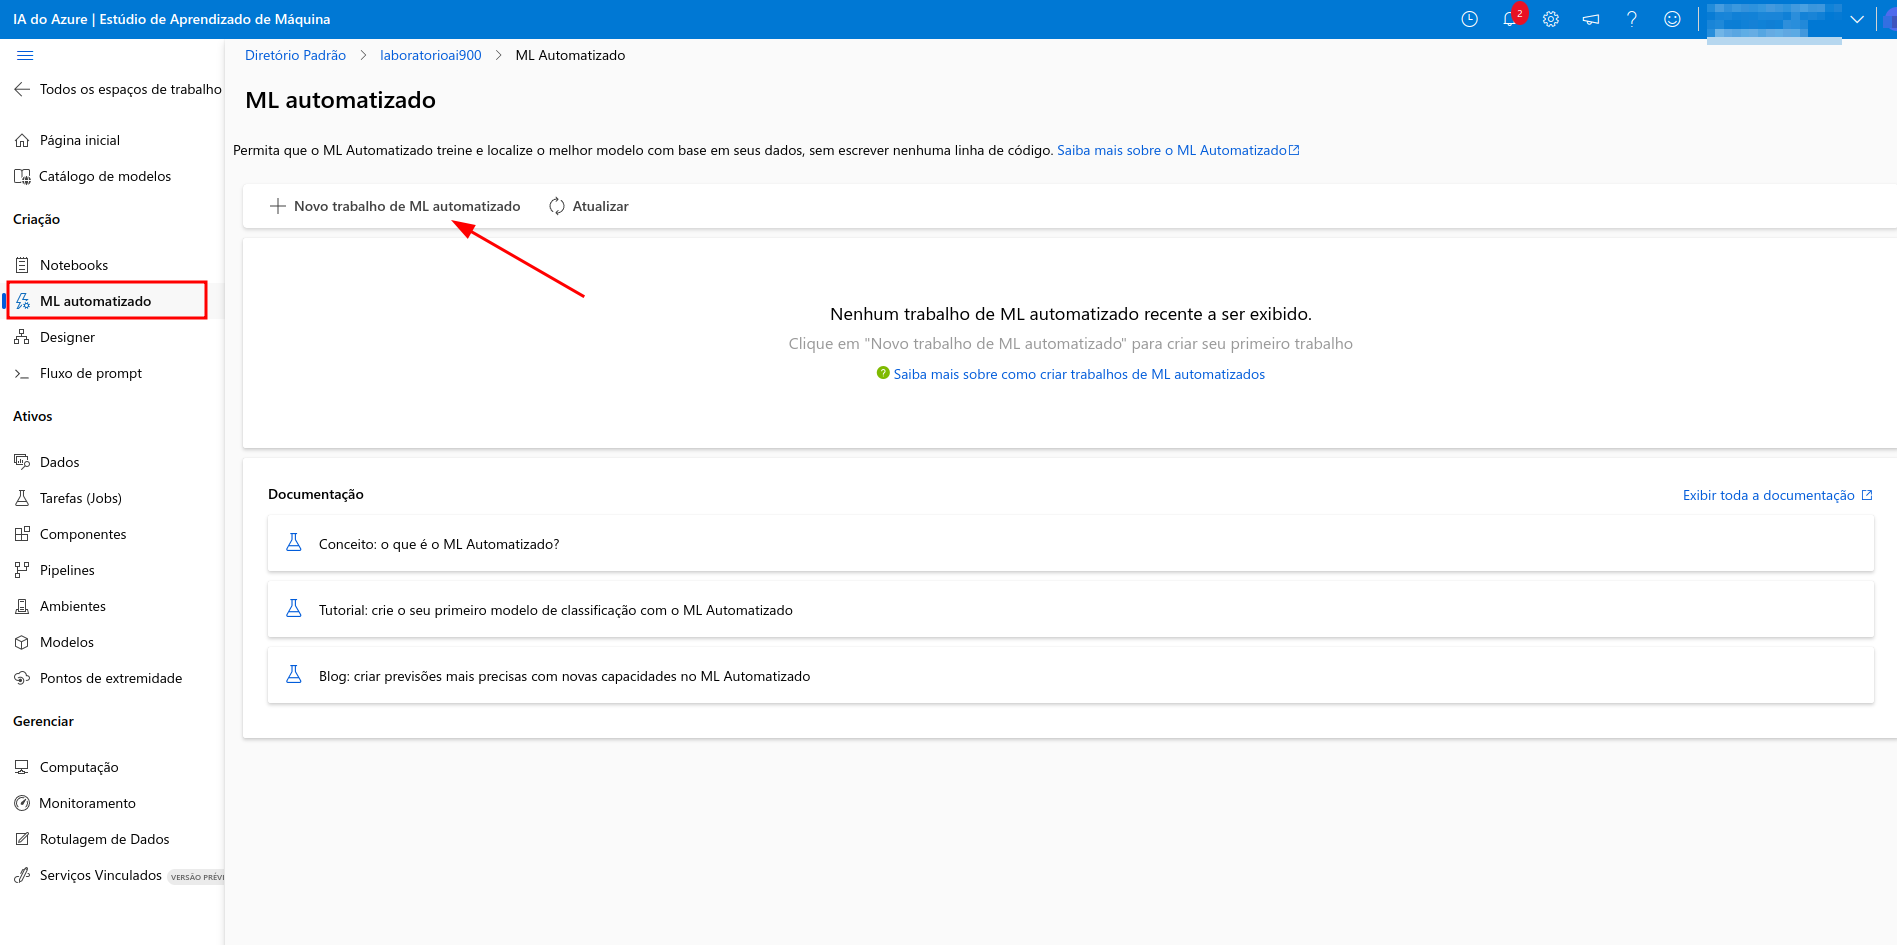 IA do Azure | Estúdio de Aprendizado de Máquina
2
Diretório Padrão > laboratorioai900 > ML Automatizado
Todos os espaços de trabalho
ML automatizado
Página inicial
Permita que o ML Automatizado treine e localize o melhor modelo com base em seus dados, sem escrever nenhuma linha de código. Saiba mais sobre o ML Automatizado
Catálogo de modelos
Criação
Novo trabalho de ML automatizado
Atualizar
Notebooks
ML automatizado
Designer
Fluxo de prompt
Nenhum trabalho de ML automatizado recente a ser exibido.
Clique em "Novo trabalho de ML automatizado" para criar seu primeiro trabalho
Saiba mais sobre como criar trabalhos de ML automatizados
Ativos
Dados
Tarefas (Jobs)
Componentes
Pipelines
Ambientes
Modelos
Pontos de extremidade
Documentação
Exibir toda a documentação
Conceito: o que é o ML Automatizado?
Tutorial: crie o seu primeiro modelo de classificação com o ML Automatizado
Blog: criar previsões mais precisas com novas capacidades no ML Automatizado
Gerenciar
Computação
Monitoramento
Rotulagem de Dados
Serviços Vinculados VERSÃO PRÉVI